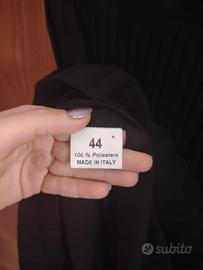 44
100 % Poliestere
MADE IN ITALY
subito